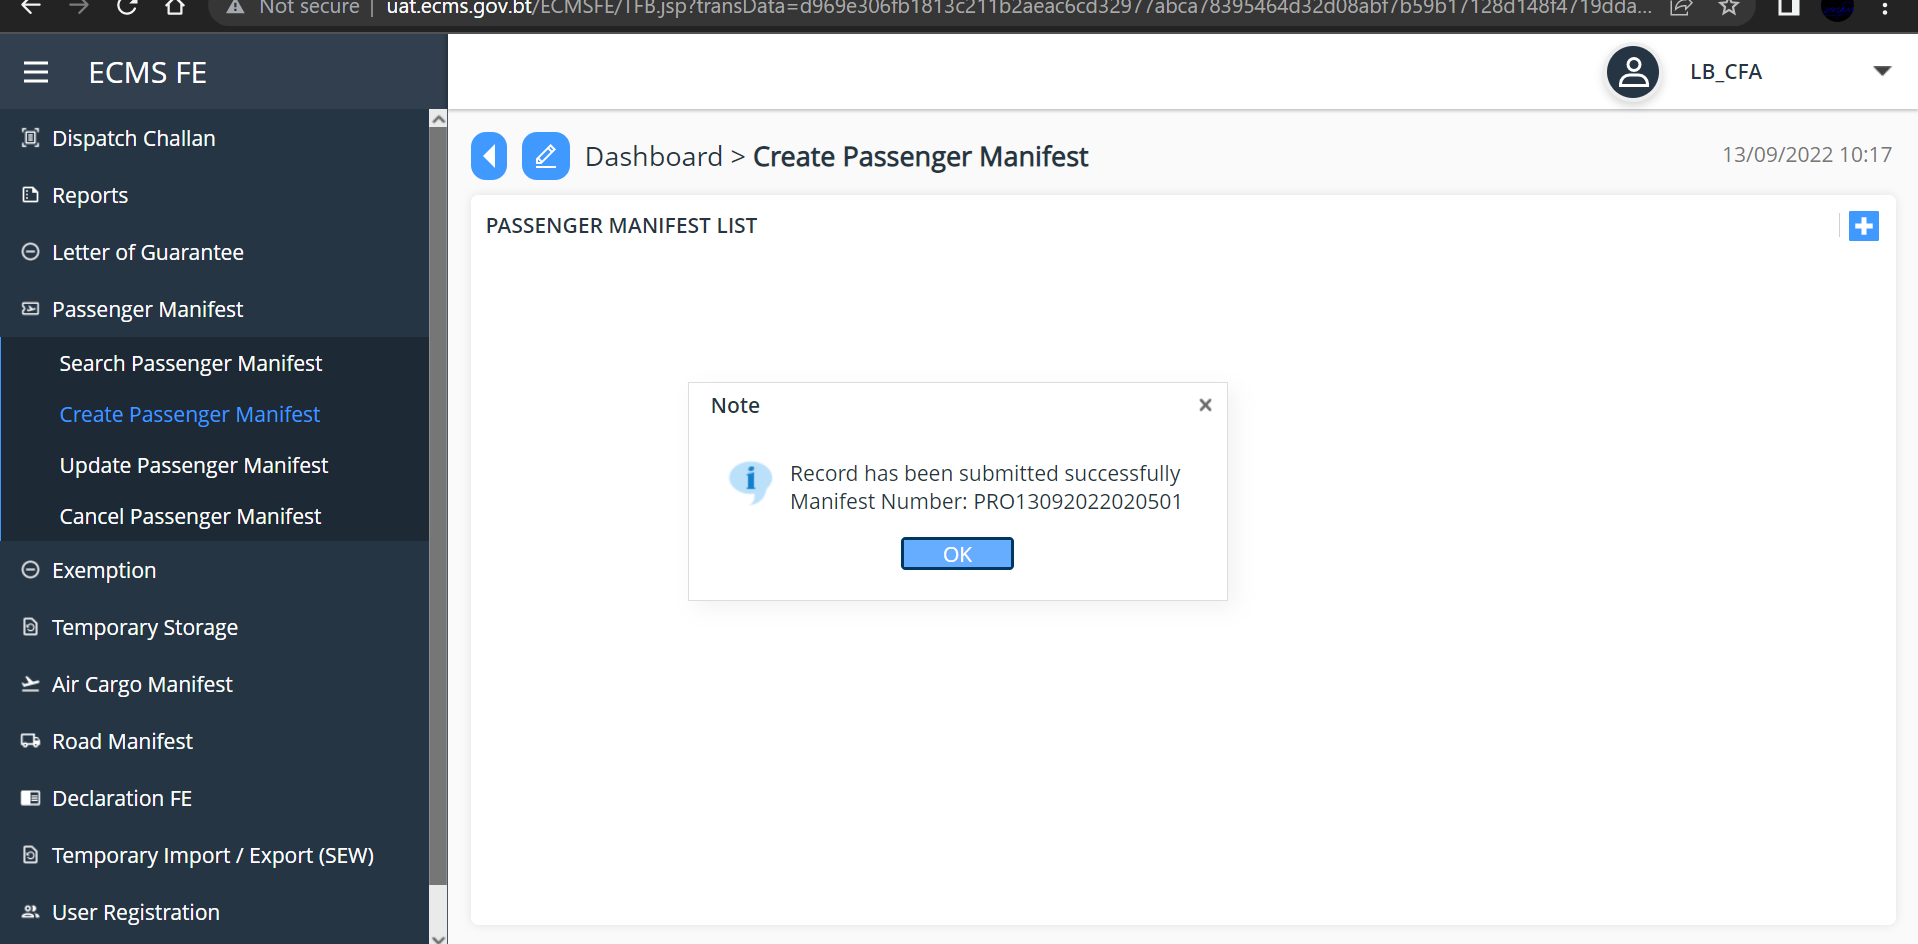 Not secure | uat.ecms.gov.bt/ECMSFE/TFB.jsp?transData=d969e306fb1813c211b2aeac6cd32977abca78395464d32d08abf7b59b17128d148f4719dda...
ECMS FE
LB_CFA
Dispatch Challan
Reports
Letter of Guarantee
Passenger Manifest
Search Passenger Manifest
Create Passenger Manifest
Update Passenger Manifest
Cancel Passenger Manifest
Exemption
Temporary Storage
Air Cargo Manifest
Road Manifest
Declaration FE
Temporary Import / Export (SEW)
User Registration
Dashboard > Create Passenger Manifest
13/09/2022 10:17
PASSENGER MANIFEST LIST
Note
Record has been submitted successfully
Manifest Number: PRO13092022020501
OK